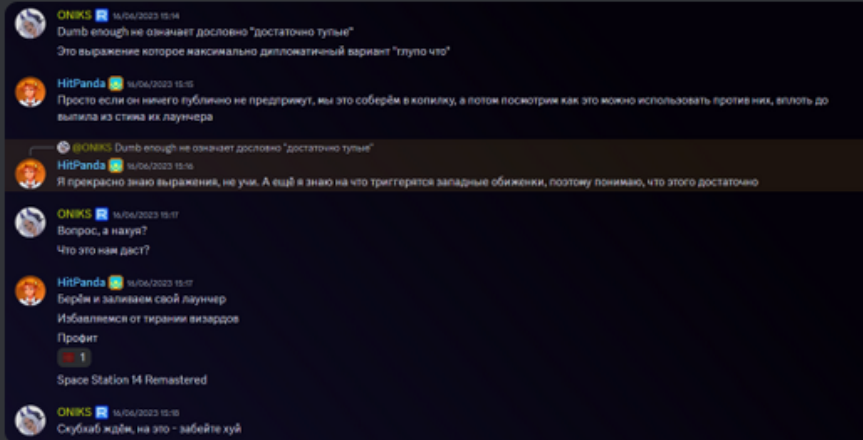 ONIKS R 16/06/2023 15:14
Dumb enough не означает дословно "достаточно тупые"
Это выражение которое максимально дипломатичный вариант "глупо что"
HitPanda 16/06/2023 15:15
Просто если он ничего публично не предпримут, мы это соберём в копилку, а потом посмотрим как это можно использовать против них, вплоть до
выпила из стима их лаунчера
@ONIKS Dumb enough не означает дословно "достаточно тупые"
HitPanda 16/06/2023 15:16
Я прекрасно знаю выражения, не учи. А ещё я знаю на что триггерятся западные обиженки, поэтому понимаю, что этого достаточно
ONIKS R 16/06/2023 15:17
Вопрос, а нахуя?
Что это нам даст?
HitPanda 16/06/2023 15:17
Берём и заливаем свой лаунчер
Избавляемся от тирании визардов
Профит
1
Space Station 14 Remastered
ONIKS R 16/06/2023 15:18
Скубхаб ждём, на это - забейте хуй